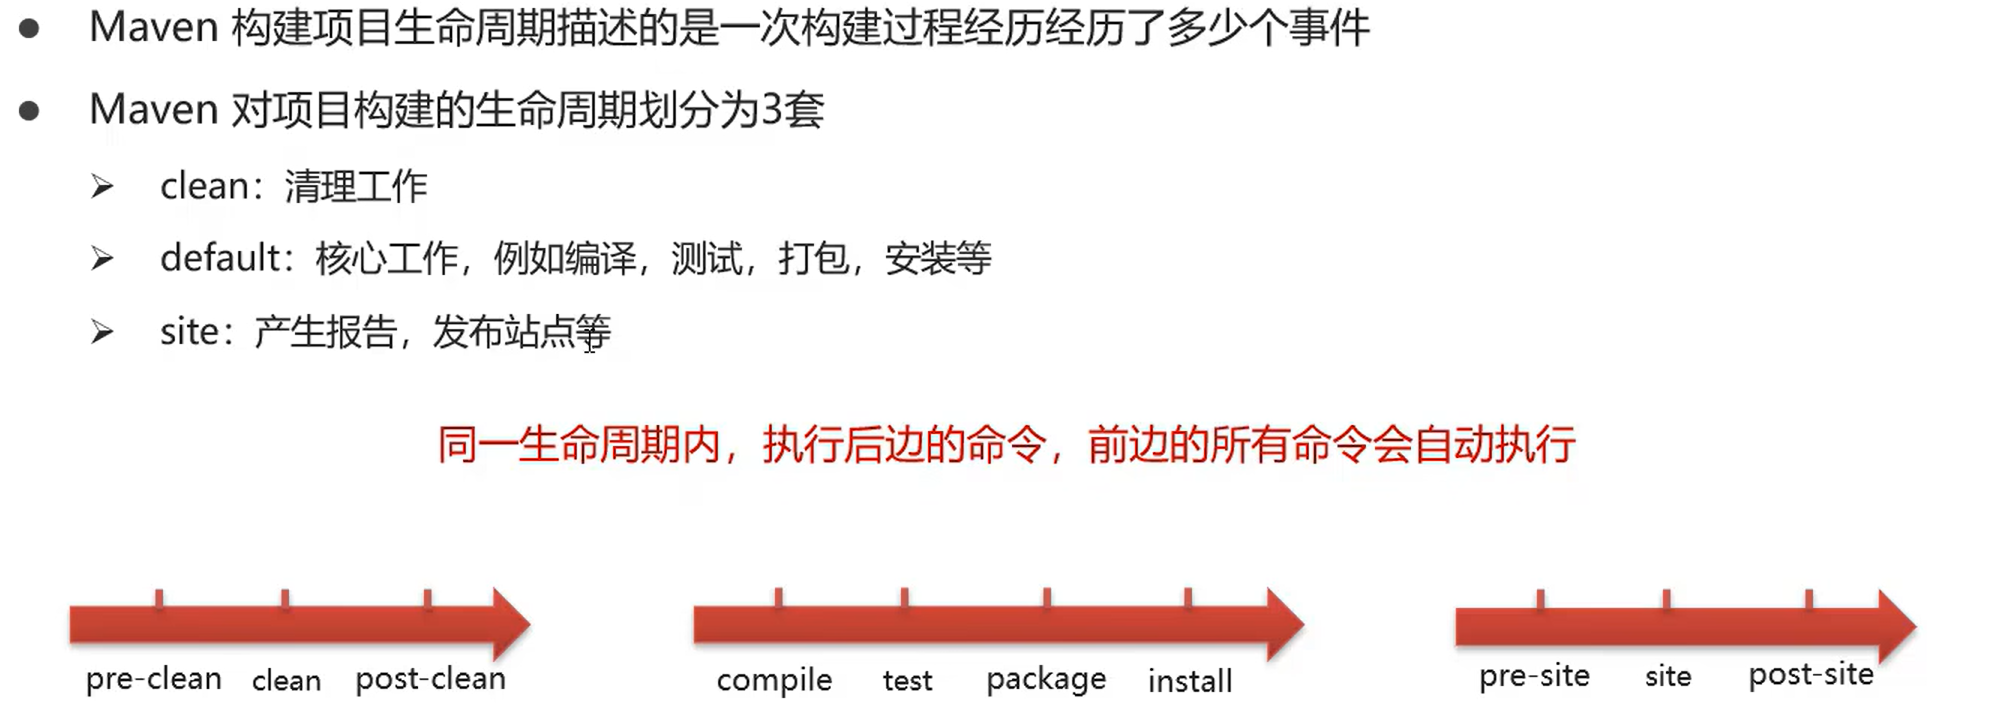 ● Maven 构建项目生命周期描述的是一次构建过程经历经历了多少个事件
● Maven 对项目构建的生命周期划分为3套
➢ clean：清理工作
➢ default：核心工作，例如编译，测试，打包，安装等
➢ site：产生报告，发布站点等
同一生命周期内，执行后边的命令，前边的所有命令会自动执行
pre-clean clean post-clean compile test package install pre-site site post-site